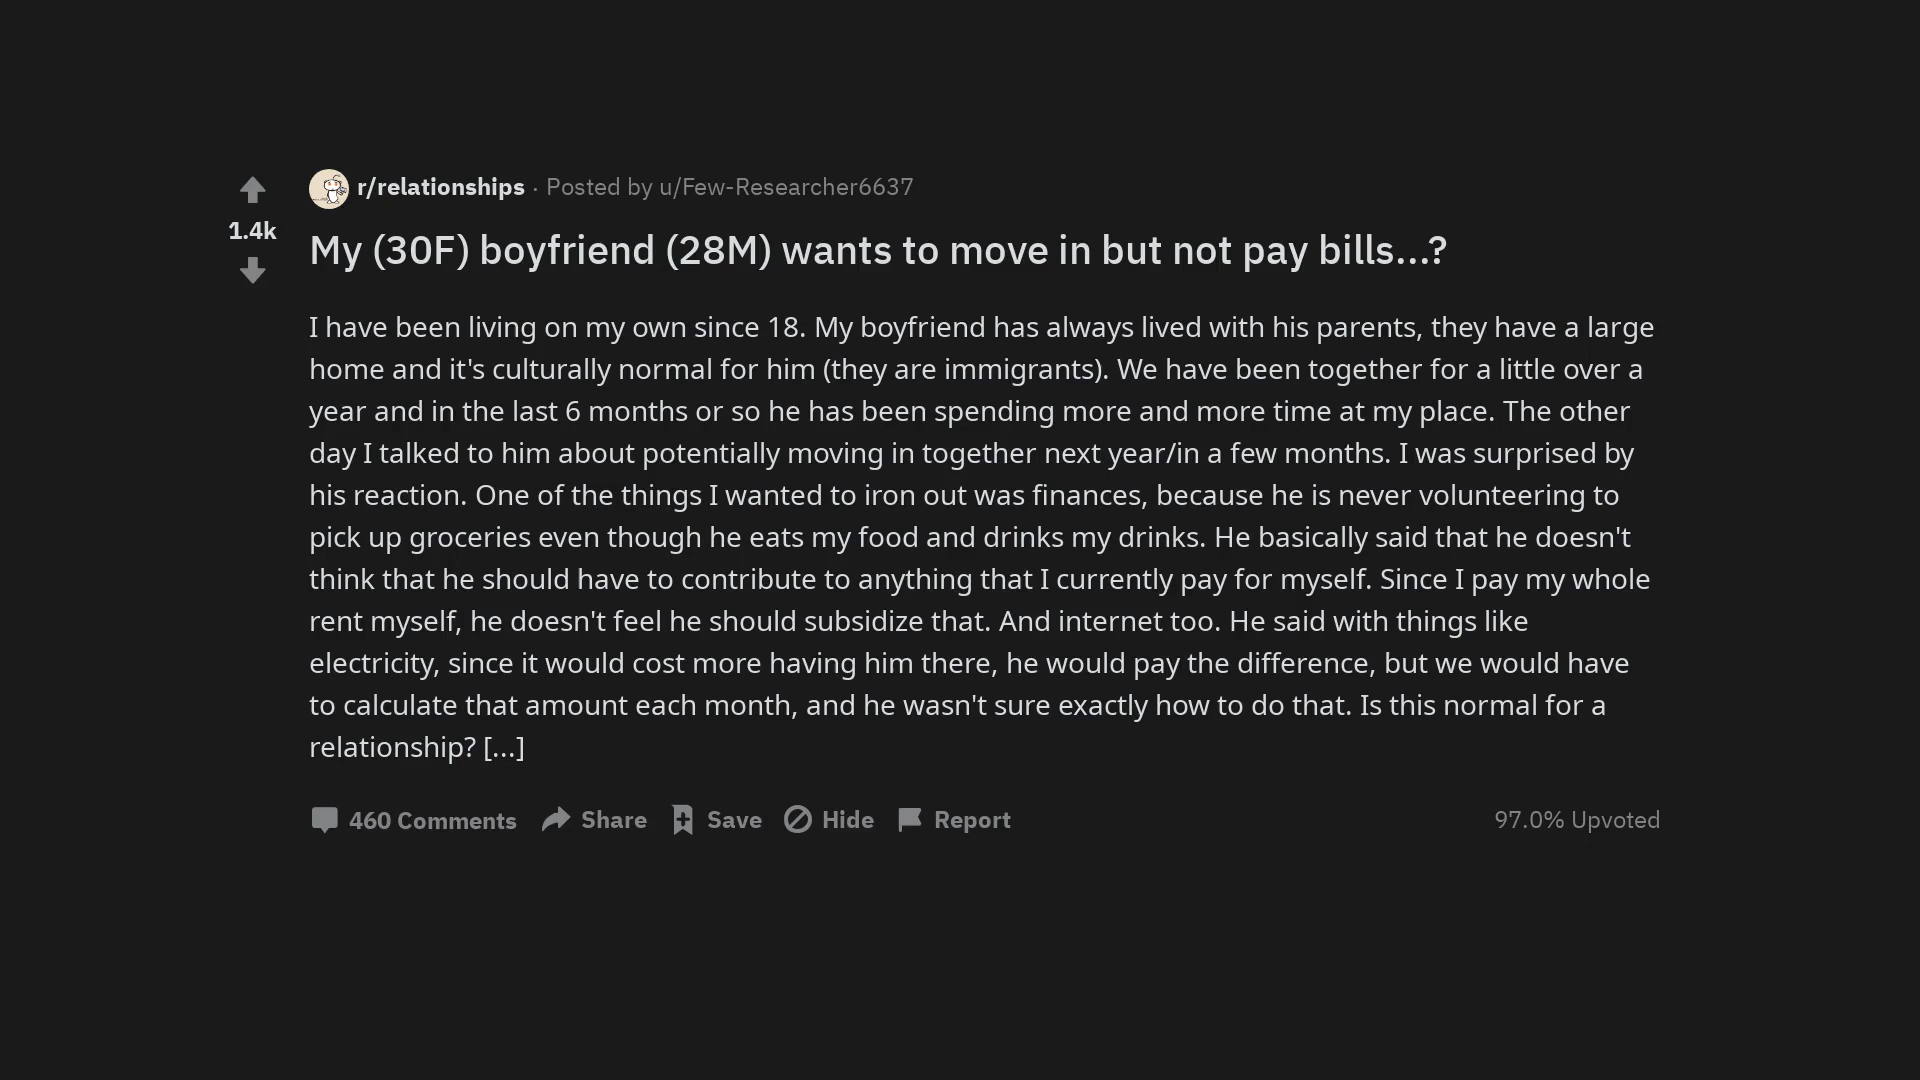 r/relationships · Posted by u/Few-Researcher6637
1.4k
My (30F) boyfriend (28M) wants to move in but not pay bills...?
I have been living on my own since 18. My boyfriend has always lived with his parents, they have a large
home and it's culturally normal for him (they are immigrants). We have been together for a little over a
year and in the last 6 months or so he has been spending more and more time at my place. The other
day I talked to him about potentially moving in together next year/in a few months. I was surprised by
his reaction. One of the things I wanted to iron out was finances, because he is never volunteering to
pick up groceries even though he eats my food and drinks my drinks. He basically said that he doesn't
think that he should have to contribute to anything that I currently pay for myself. Since I pay my whole
rent myself, he doesn't feel he should subsidize that. And internet too. He said with things like
electricity, since it would cost more having him there, he would pay the difference, but we would have
to calculate that amount each month, and he wasn't sure exactly how to do that. Is this normal for a
relationship? [...]
460 Comments Share Save Hide Report 97.0% Upvoted